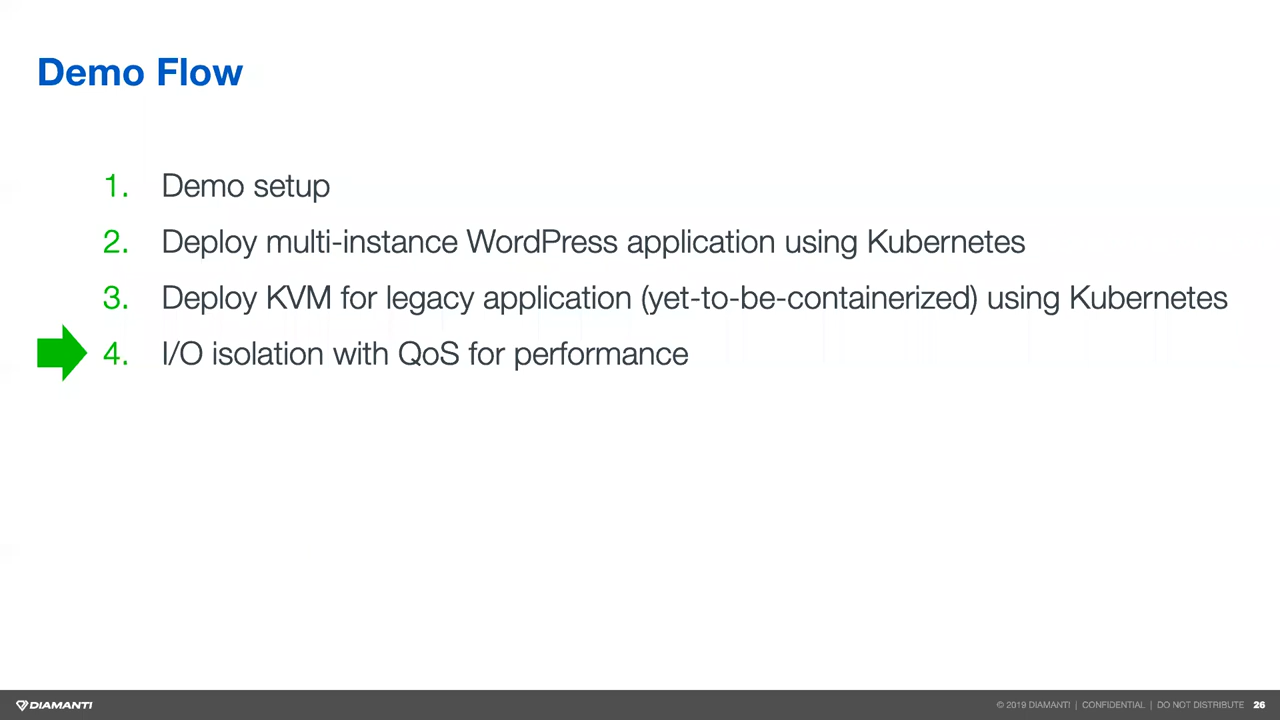 Demo Flow
1. Demo setup
2. Deploy multi-instance WordPress application using Kubernetes
3. Deploy KVM for legacy application (yet-to-be-containerized) using Kubernetes
4. I/O isolation with QoS for performance
DIAMANTI
© 2019 DIAMANTI | CONFIDENTIAL | DO NOT DISTRIBUTE 26